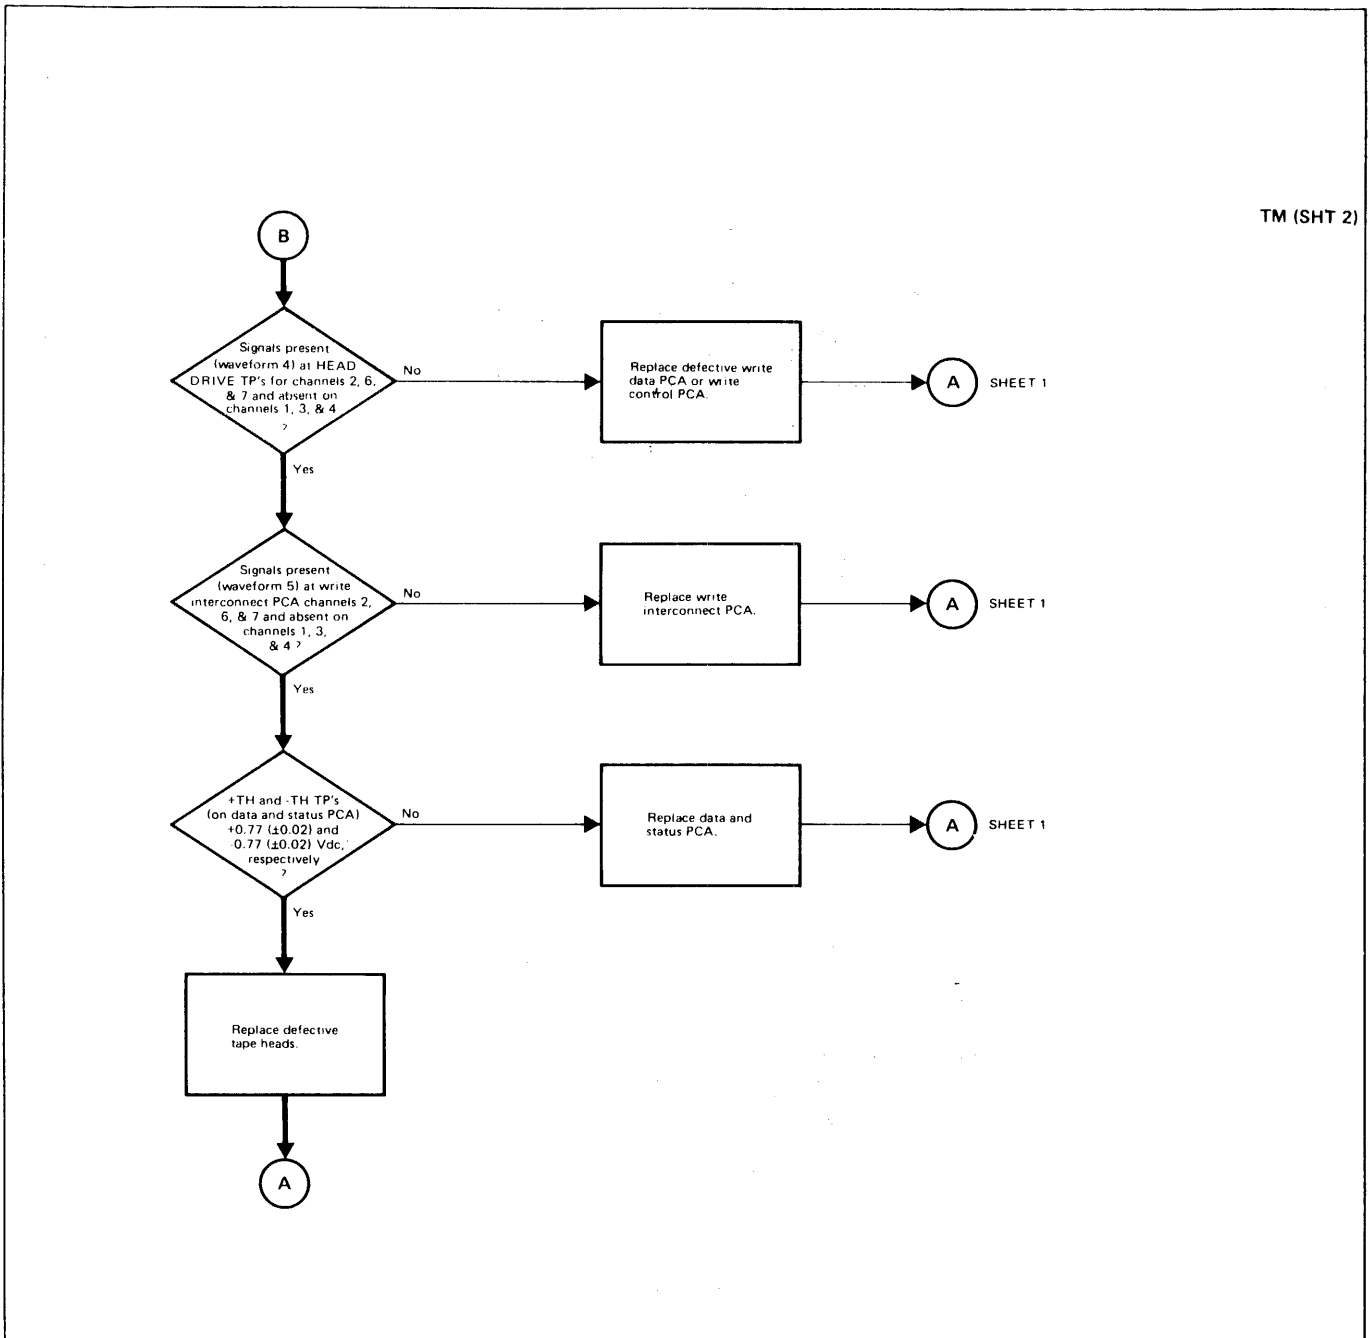 TM (SHT 2)
B
Signals present
(waveform 4) at HEAD
DRIVE TP's for channels 2, 6,
& 7 and absent on
channels 1, 3, & 4
?
No
Replace defective write
data PCA or write
control PCA.
A
SHEET 1
Yes
Signals present
(waveform 5) at write
interconnect PCA channels 2,
6, & 7 and absent on
channels 1, 3,
& 4 ?
No
Replace write
interconnect PCA.
A
SHEET 1
Yes
+TH and -TH TP's
(on data and status PCA)
+0.77 (±0.02) and
-0.77 (±0.02) Vdc,
respectively
?
No
Replace data and
status PCA.
A
SHEET 1
Yes
Replace defective
tape heads.
A